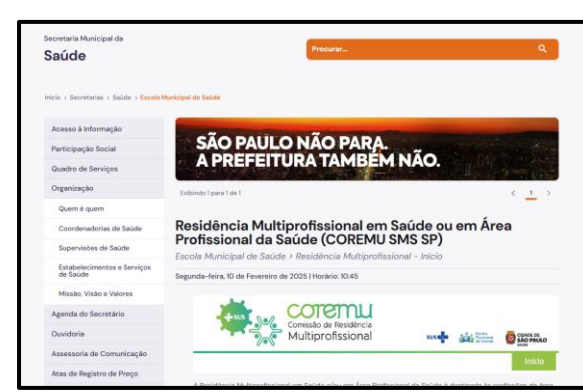 Secretaria Municipal da
Saúde
Procurar...
Início > Secretarias > Saúde > Escola Municipal de Saúde
Acesso à Informação
Participação Social
Quadro de Serviços
Organização
Quem é quem
Coordenadorias de Saúde
Supervisões de Saúde
Estabelecimentos e Serviços
de Saúde
Missão, Visão e Valores
Agenda do Secretário
Ouvidoria
Assessoria de Comunicação
Atas de Registro de Preço
SÃO PAULO NÃO PARA.
A PREFEITURA TAMBÉM NÃO.
Exibindo 1 para 1 de 1
< 1 >
Residência Multiprofissional em Saúde ou em Área
Profissional da Saúde (COREMU SMS SP)
Escola Municipal de Saúde > Residência Multiprofissional - Início
Segunda-feira, 10 de Fevereiro de 2025 | Horário: 10:45
SUS
coremu
Comissão de Residência
Multiprofissional
SUS
CIDADE DE
SÃO PAULO
Início